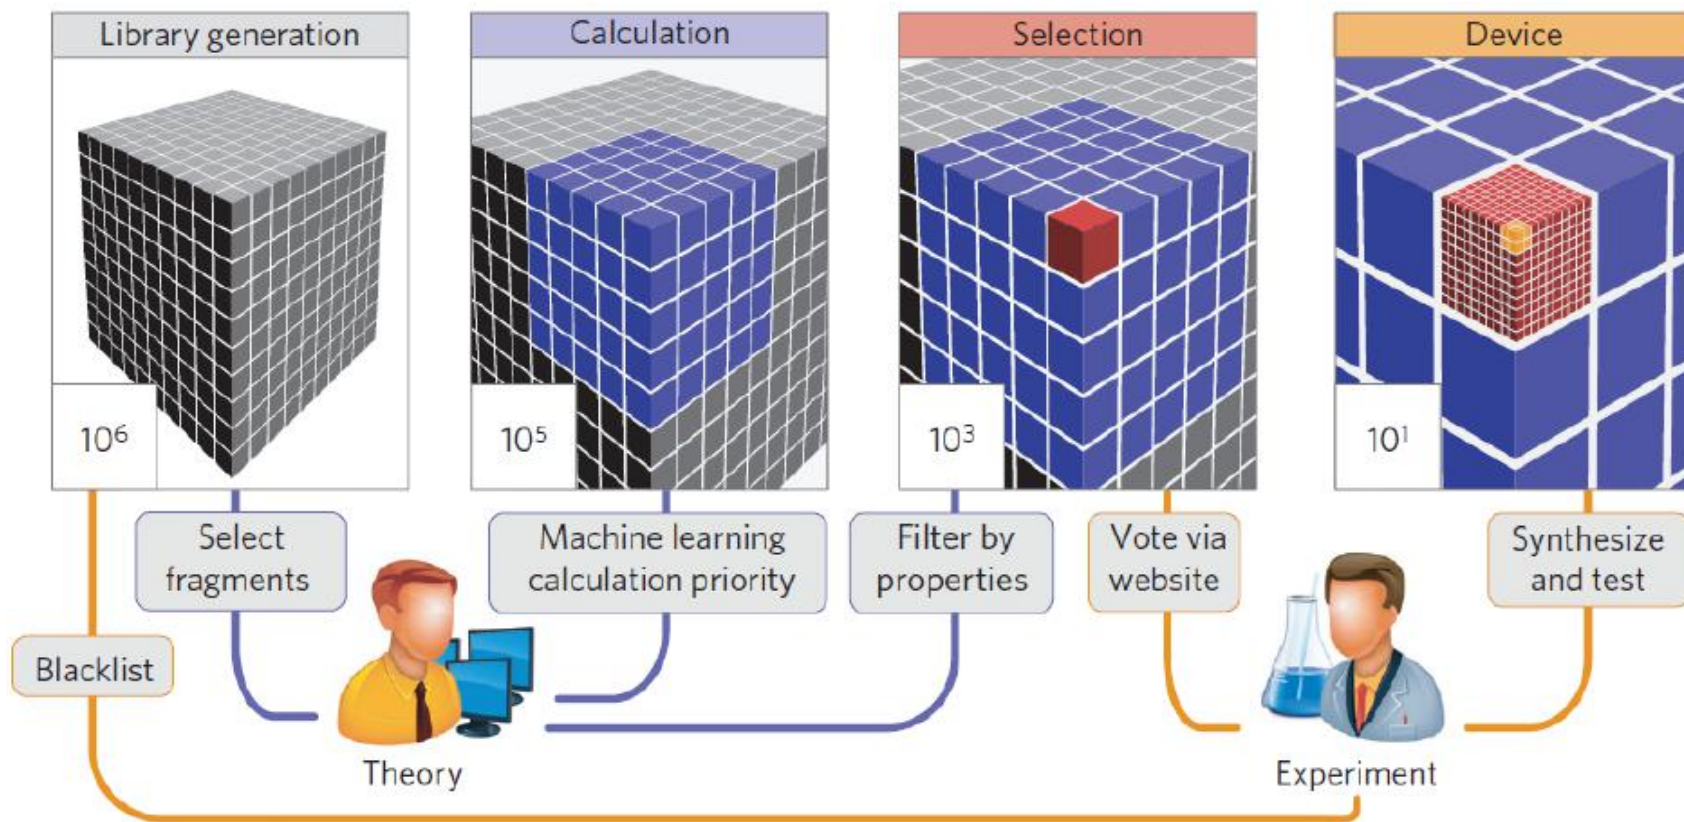 Library generation
Calculation
Selection
Device
10⁶
10⁵
10³
10¹
Select
fragments
Machine learning
calculation priority
Filter by
properties
Vote via
website
Synthesize
and test
Blacklist
Theory
Experiment